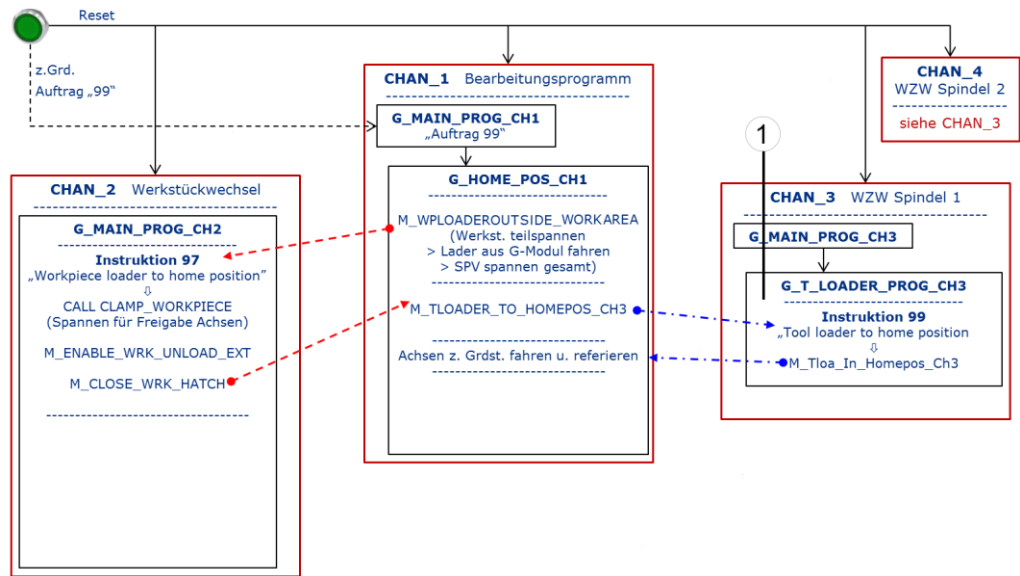 Reset
z.Grd.
Auftrag „99“
CHAN_1 Bearbeitungsprogramm
---------------------------------
G_MAIN_PROG_CH1
„Auftrag 99“
G_HOME_POS_CH1
-----------------------------
M_WPLOADEROUTSIDE_WORKAREA
(Werkst. teilspannen
> Lader aus G-Modul fahren
> SPV spannen gesamt)
-----------------------------
M_TLOADER_TO_HOMEPOS_CH3
-----------------------------
Achsen z. Grdst. fahren u. referieren
-----------------------------
CHAN_2 Werkstückwechsel
---------------------------------
G_MAIN_PROG_CH2
-----------------------------
Instruktion 97
„Workpiece loader to home position”
⇩
CALL CLAMP_WORKPIECE
(Spannen für Freigabe Achsen)
M_ENABLE_WRK_UNLOAD_EXT
M_CLOSE_WRK_HATCH
-----------------------------
1
CHAN_3 WZW Spindel 1
---------------------------------
G_MAIN_PROG_CH3
G_T_LOADER_PROG_CH3
-----------------------------
Instruktion 99
„Tool loader to home position
⇩
M_Tloa_In_Homepos_Ch3
-----------------------------
CHAN_4
WZW Spindel 2
----------------
siehe CHAN_3